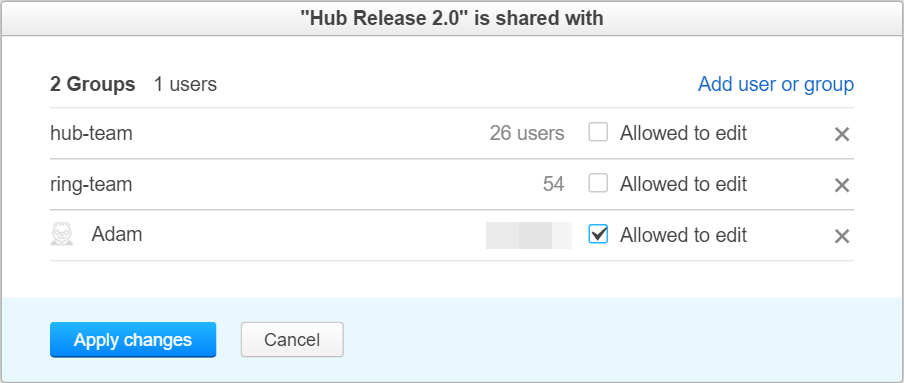 "Hub Release 2.0" is shared with
2 Groups 1 users Add user or group
hub-team 26 users Allowed to edit
ring-team 54 Allowed to edit
Adam Allowed to edit
Apply changes Cancel